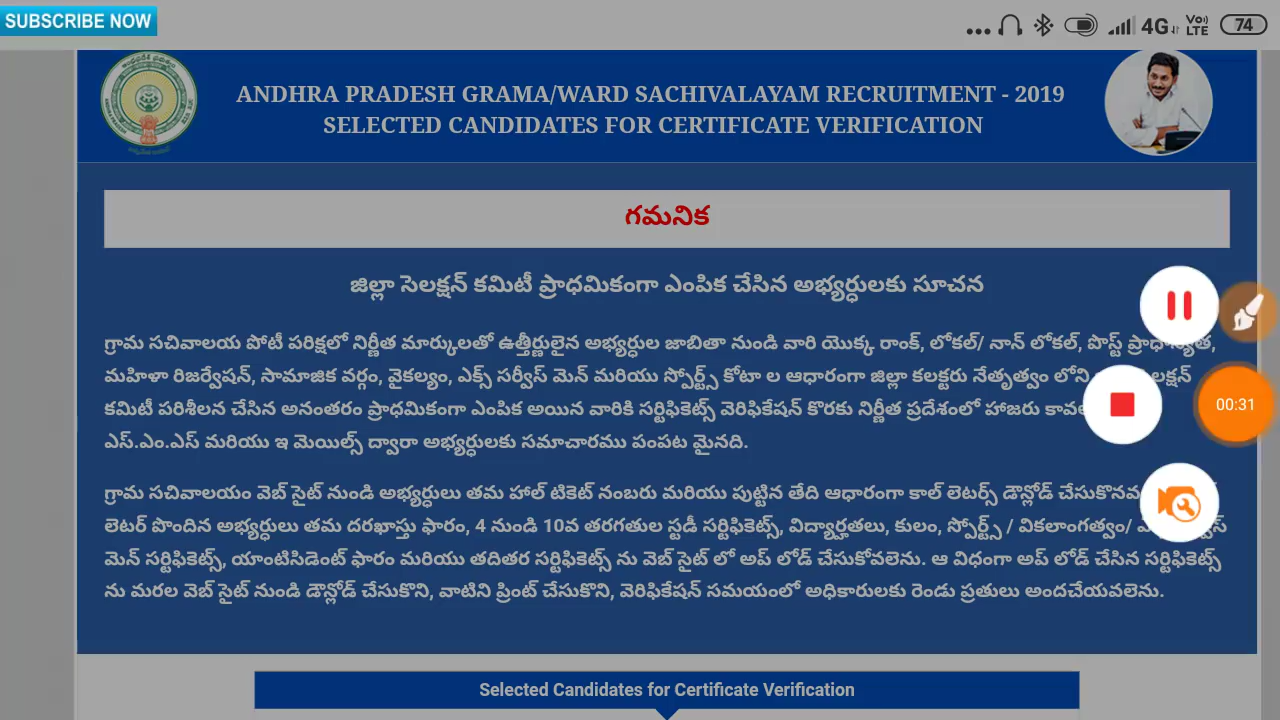 SUBSCRIBE NOW
4G
Vo)) LTE
74
ANDHRA PRADESH GRAMA/WARD SACHIVALAYAM RECRUITMENT - 2019
SELECTED CANDIDATES FOR CERTIFICATE VERIFICATION
గమనిక
జిల్లా సెలక్షన్ కమిటీ ప్రాధమికంగా ఎంపిక చేసిన అభ్యర్ధులకు సూచన
గ్రామ సచివాలయ పోటీ పరిక్షలో నిర్ణీత మార్కులతో ఉత్తీర్ణులైన అభ్యర్ధుల జాబితా నుండి వారి యొక్క రాంక్, లోకల్/ నాన్ లోకల్, పోస్ట్ ప్రాధాన్యత,
మహిళా రిజర్వేషన్, సామాజిక వర్గం, వైకల్యం, ఎక్స్ సర్వీస్ మెన్ మరియు స్పోర్ట్స్ కోటా ల ఆధారంగా జిల్లా కలక్టరు నేతృత్వం లోని
కమిటీ పరిశీలన చేసిన అనంతరం ప్రాధమికంగా ఎంపిక అయిన వారికి సర్టిఫికెట్స్ వెరిఫికేషన్ కొరకు నిర్ణీత ప్రదేశంలో హాజరు
00:31
ఎస్.ఎం.ఎస్ మరియు ఇ మెయిల్స్ ద్వారా అభ్యర్ధులకు సమాచారము పంపట మైనది.
గ్రామ సచివాలయం వెబ్ సైట్ నుండి అభ్యర్ధులు తమ హాల్ టికెట్ నంబరు మరియు పుట్టిన తేది ఆధారంగా కాల్ లెటర్స్ డౌన్లోడ్
లెటర్ పొందిన అభ్యర్ధులు తమ దరఖాస్తు ఫారం, 4 నుండి 10వ తరగతుల స్టడీ సర్టిఫికెట్స్, విద్యార్హతలు, కులం, స్పోర్ట్స్ / వికలాంగత్వం/
మెన్ సర్టిఫికెట్స్, యాంటిసిడెంట్ ఫారం మరియు తదితర సర్టిఫికెట్స్ ను వెబ్ సైట్ లో అప్ లోడ్ చేసుకోవలెను. ఆ విధంగా అప్ లోడ్ చేసిన సర్టిఫికెట్స్
ను మరల వెబ్ సైట్ నుండి డౌన్లోడ్ చేసుకొని, వాటిని ప్రింట్ చేసుకొని, వెరిఫికేషన్ సమయంలో అధికారులకు రెండు ప్రతులు అందచేయవలెను.
Selected Candidates for Certificate Verification